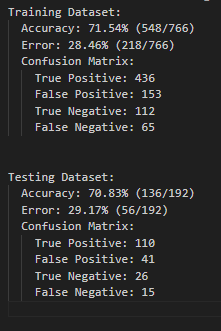 Training Dataset:
Accuracy: 71.54% (548/766)
Error: 28.46% (218/766)
Confusion Matrix:
True Positive: 436
False Positive: 153
True Negative: 112
False Negative: 65
Testing Dataset:
Accuracy: 70.83% (136/192)
Error: 29.17% (56/192)
Confusion Matrix:
True Positive: 110
False Positive: 41
True Negative: 26
False Negative: 15